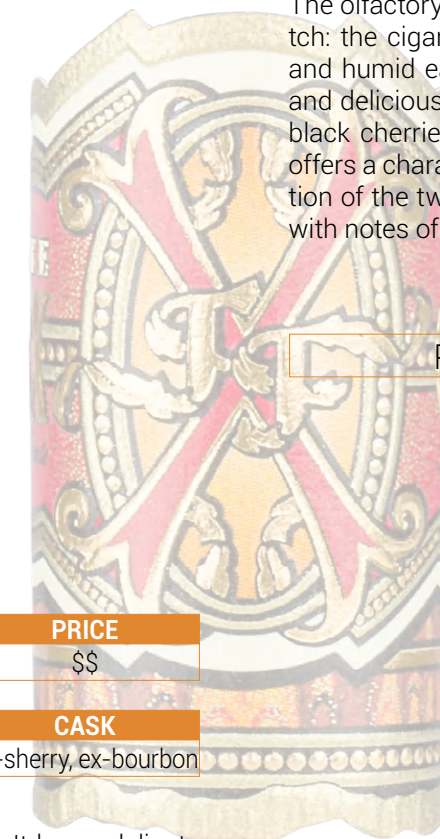 The olfactory
tch: the cigar
and humid ea
and delicious
black cherrie
offers a chara
tion of the tw
with notes of
PRICE
$$
CASK
-sherry, ex-bourbon